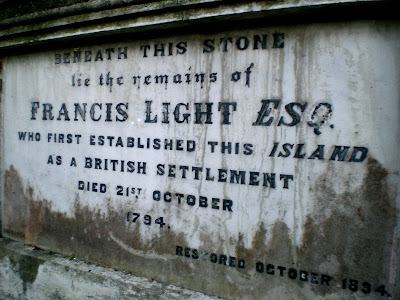 BENEATH THIS STONE
lie the remains of
FRANCIS LIGHT ESQ.
WHO FIRST ESTABLISHED THIS ISLAND
AS A BRITISH SETTLEMENT
DIED 21ST OCTOBER
1794.
RESTORED OCTOBER 1894.